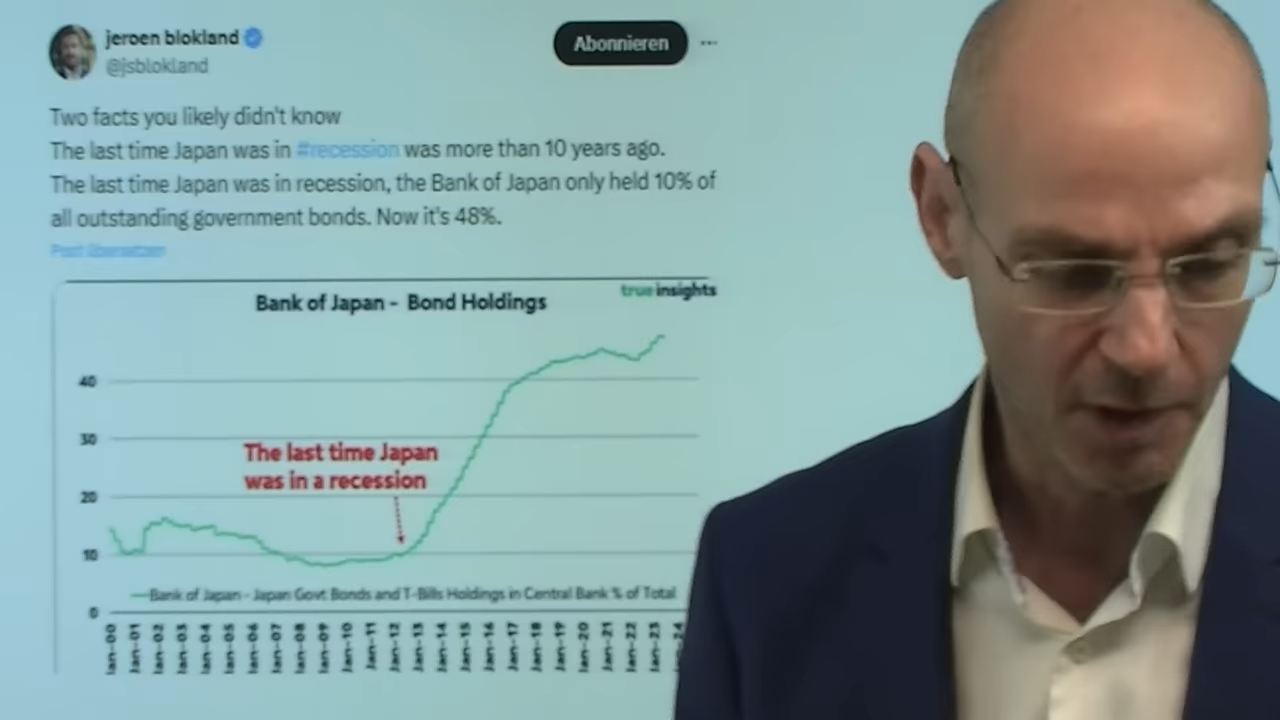 jeroen blokland
@jsblokland
Abonnieren
Two facts you likely didn't know
The last time Japan was in #recession was more than 10 years ago.
The last time Japan was in recession, the Bank of Japan only held 10% of
all outstanding government bonds. Now it's 48%.
Post übersetzen
Bank of Japan - Bond Holdings
true insights
40
30
The last time Japan
was in a recession
20
10
Bank of Japan - Japan Govt Bonds and T-Bills Holdings in Central Bank % of Total
0
Jan-00 Jan-01 Jan-02 Jan-03 Jan-04 Jan-05 Jan-06 Jan-07 Jan-08 Jan-09 Jan-10 Jan-11 Jan-12 Jan-13 Jan-14 Jan-15 Jan-16 Jan-17 Jan-18 Jan-19 Jan-20 Jan-21 Jan-22 Jan-23 Jan-24